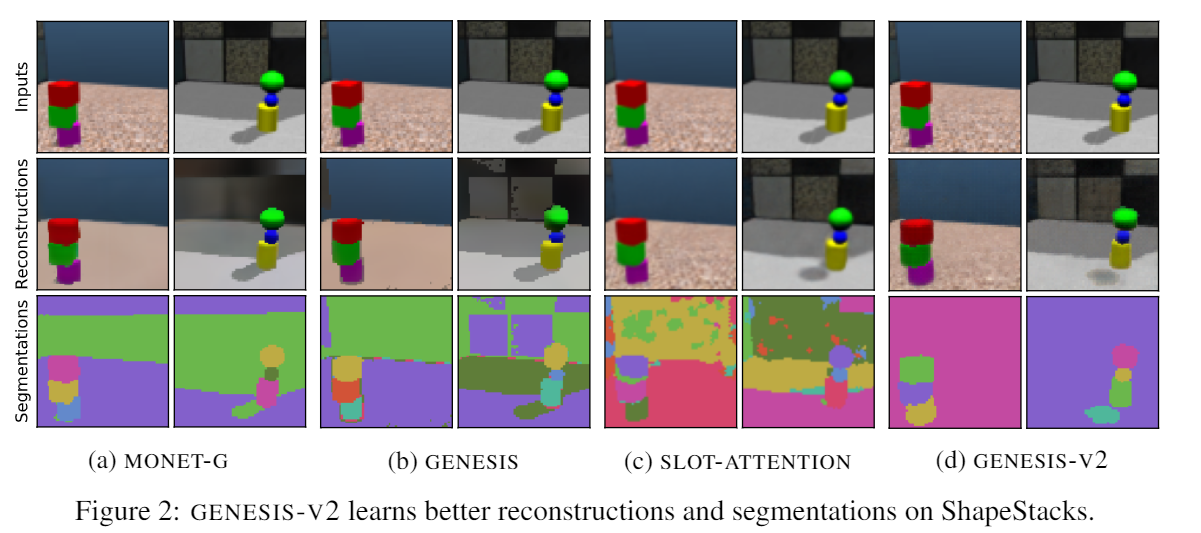 Inputs
Reconstructions
Segmentations
(a) MONET-G
(b) GENESIS
(c) SLOT-ATTENTION
(d) GENESIS-V2
Figure 2: GENESIS-V2 learns better reconstructions and segmentations on ShapeStacks.